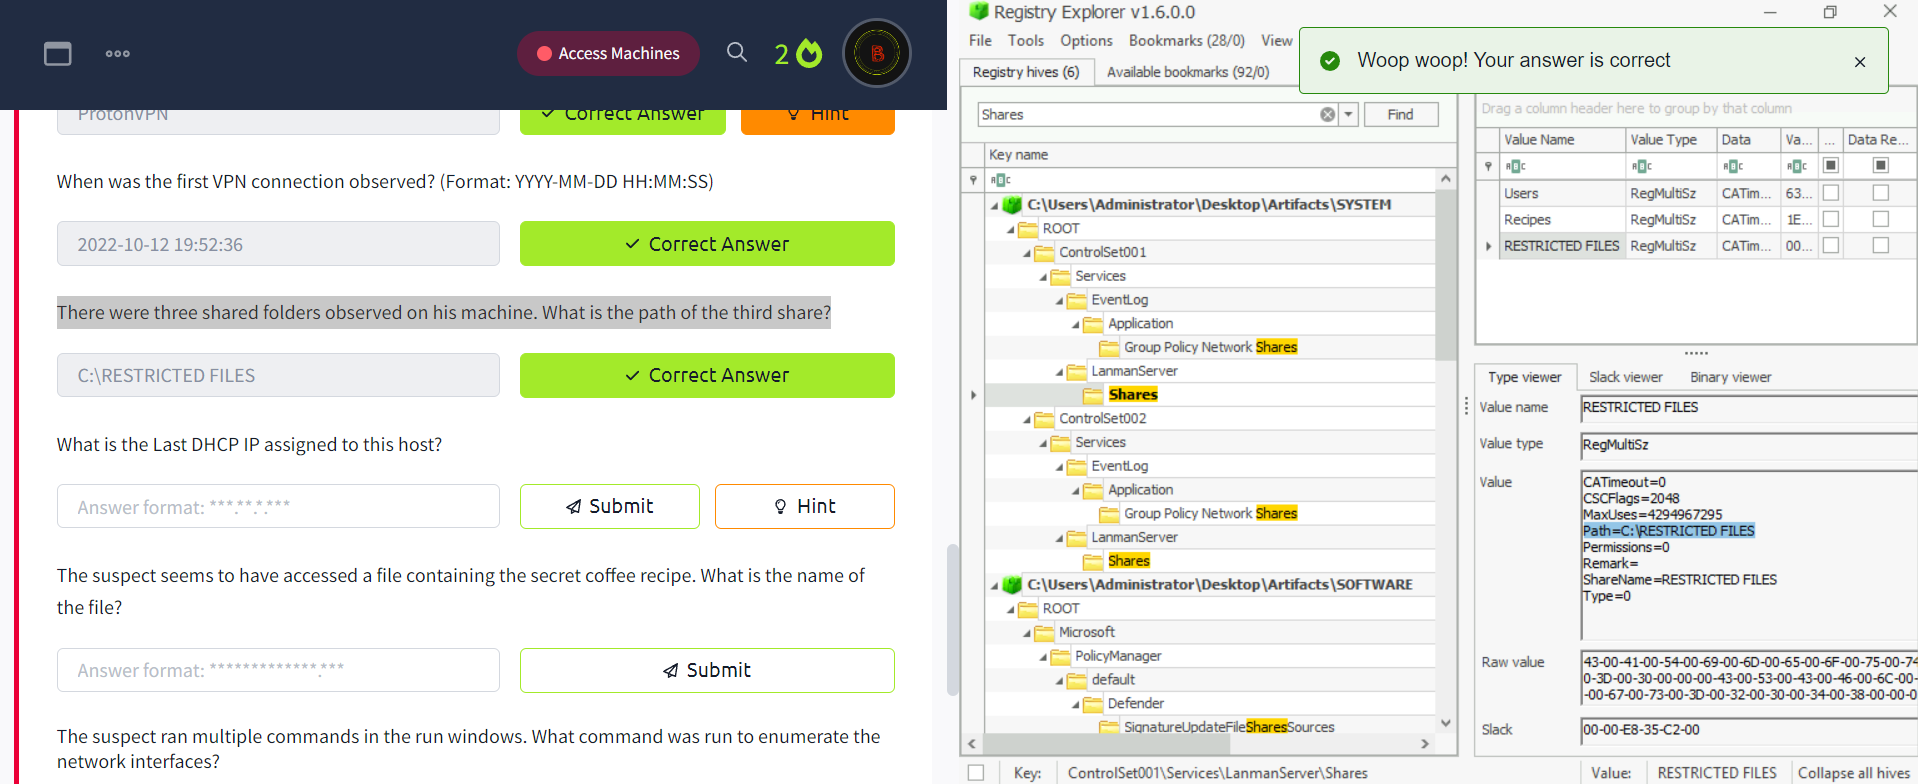 Access Machines
2
B
ProtonVPN
Correct Answer
Hint
When was the first VPN connection observed? (Format: YYYY-MM-DD HH:MM:SS)
2022-10-12 19:52:36
Correct Answer
There were three shared folders observed on his machine. What is the path of the third share?
C:\RESTRICTED FILES
Correct Answer
What is the Last DHCP IP assigned to this host?
Answer format: ***.**.*.***
Submit
Hint
The suspect seems to have accessed a file containing the secret coffee recipe. What is the name of
the file?
Answer format: *************.***
Submit
The suspect ran multiple commands in the run windows. What command was run to enumerate the
network interfaces?
Registry Explorer v1.6.0.0
File Tools Options Bookmarks (28/0) View
Woop woop! Your answer is correct
Registry hives (6) Available bookmarks (92/0)
Shares
Find
Key name
ABC
C:\Users\Administrator\Desktop\Artifacts\SYSTEM
ROOT
ControlSet001
Services
EventLog
Application
Group Policy Network Shares
LanmanServer
Shares
ControlSet002
Services
EventLog
Application
Group Policy Network Shares
LanmanServer
Shares
C:\Users\Administrator\Desktop\Artifacts\SOFTWARE
ROOT
Microsoft
PolicyManager
default
Defender
SignatureUpdateFileSharesSources
Key: ControlSet001\Services\LanmanServer\Shares
Drag a column header here to group by that column
Value Name Value Type Data Va... ... Data Re...
ABC ABC ABC ABC
Users RegMultiSz CATim... 63...
Recipes RegMultiSz CATim... 1E...
RESTRICTED FILES RegMultiSz CATim... 00...
Type viewer Slack viewer Binary viewer
Value name RESTRICTED FILES
Value type RegMultiSz
Value CATimeout=0
CSCFlags=2048
MaxUses=4294967295
Path=C:\RESTRICTED FILES
Permissions=0
Remark=
ShareName=RESTRICTED FILES
Type=0
Raw value 43-00-41-00-54-00-69-00-6D-00-65-00-6F-00-75-00-74
0-3D-00-30-00-00-00-43-00-53-00-43-00-46-00-6C-00-
-00-67-00-73-00-3D-00-32-00-30-00-34-00-38-00-00-0
Slack 00-00-E8-35-C2-00
Value: RESTRICTED FILES Collapse all hives